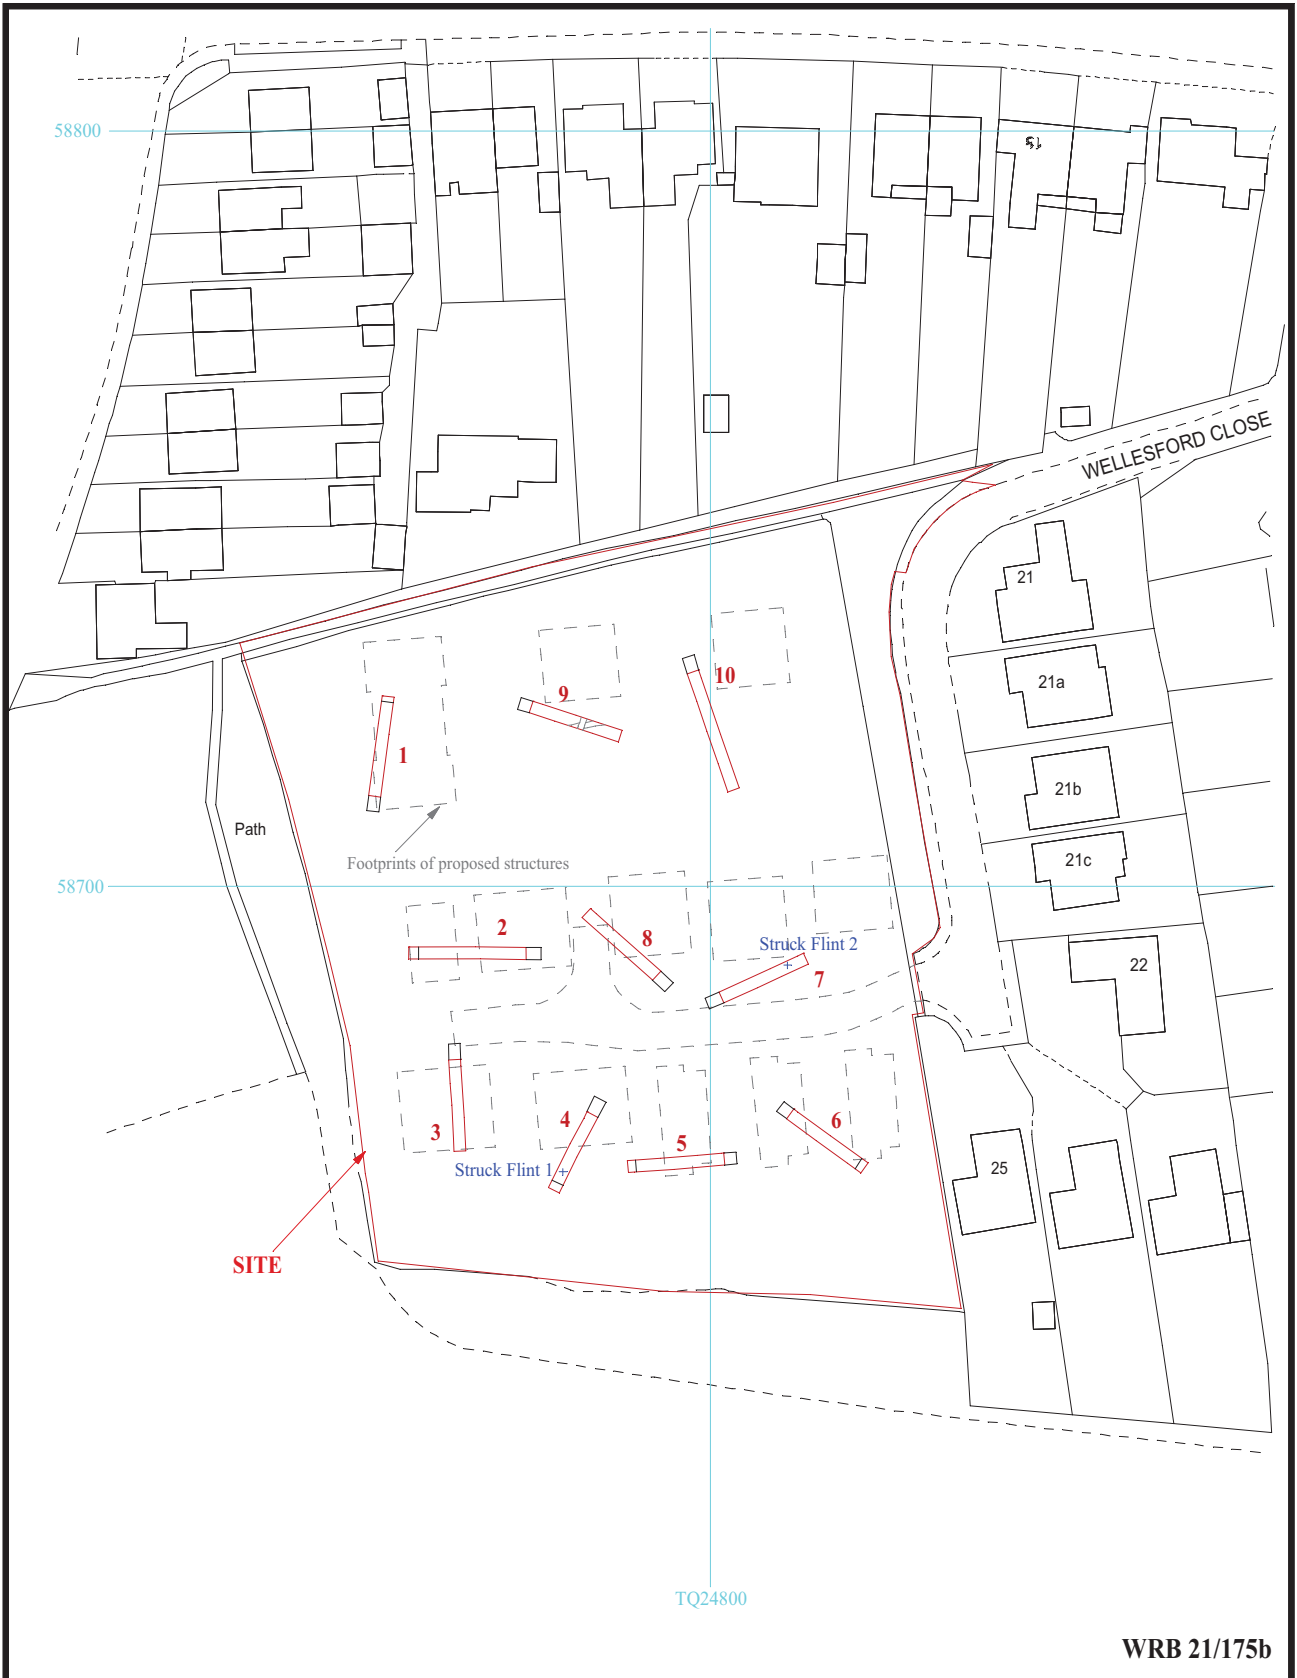 58800
WELLESFORD CLOSE
21
21a
10
9
1
21b
Path
Footprints of proposed structures
21c
58700
2
8
Struck Flint 2
22
7
4
6
3
5
Struck Flint 1
25
SITE
TQ24800
WRB 21/175b